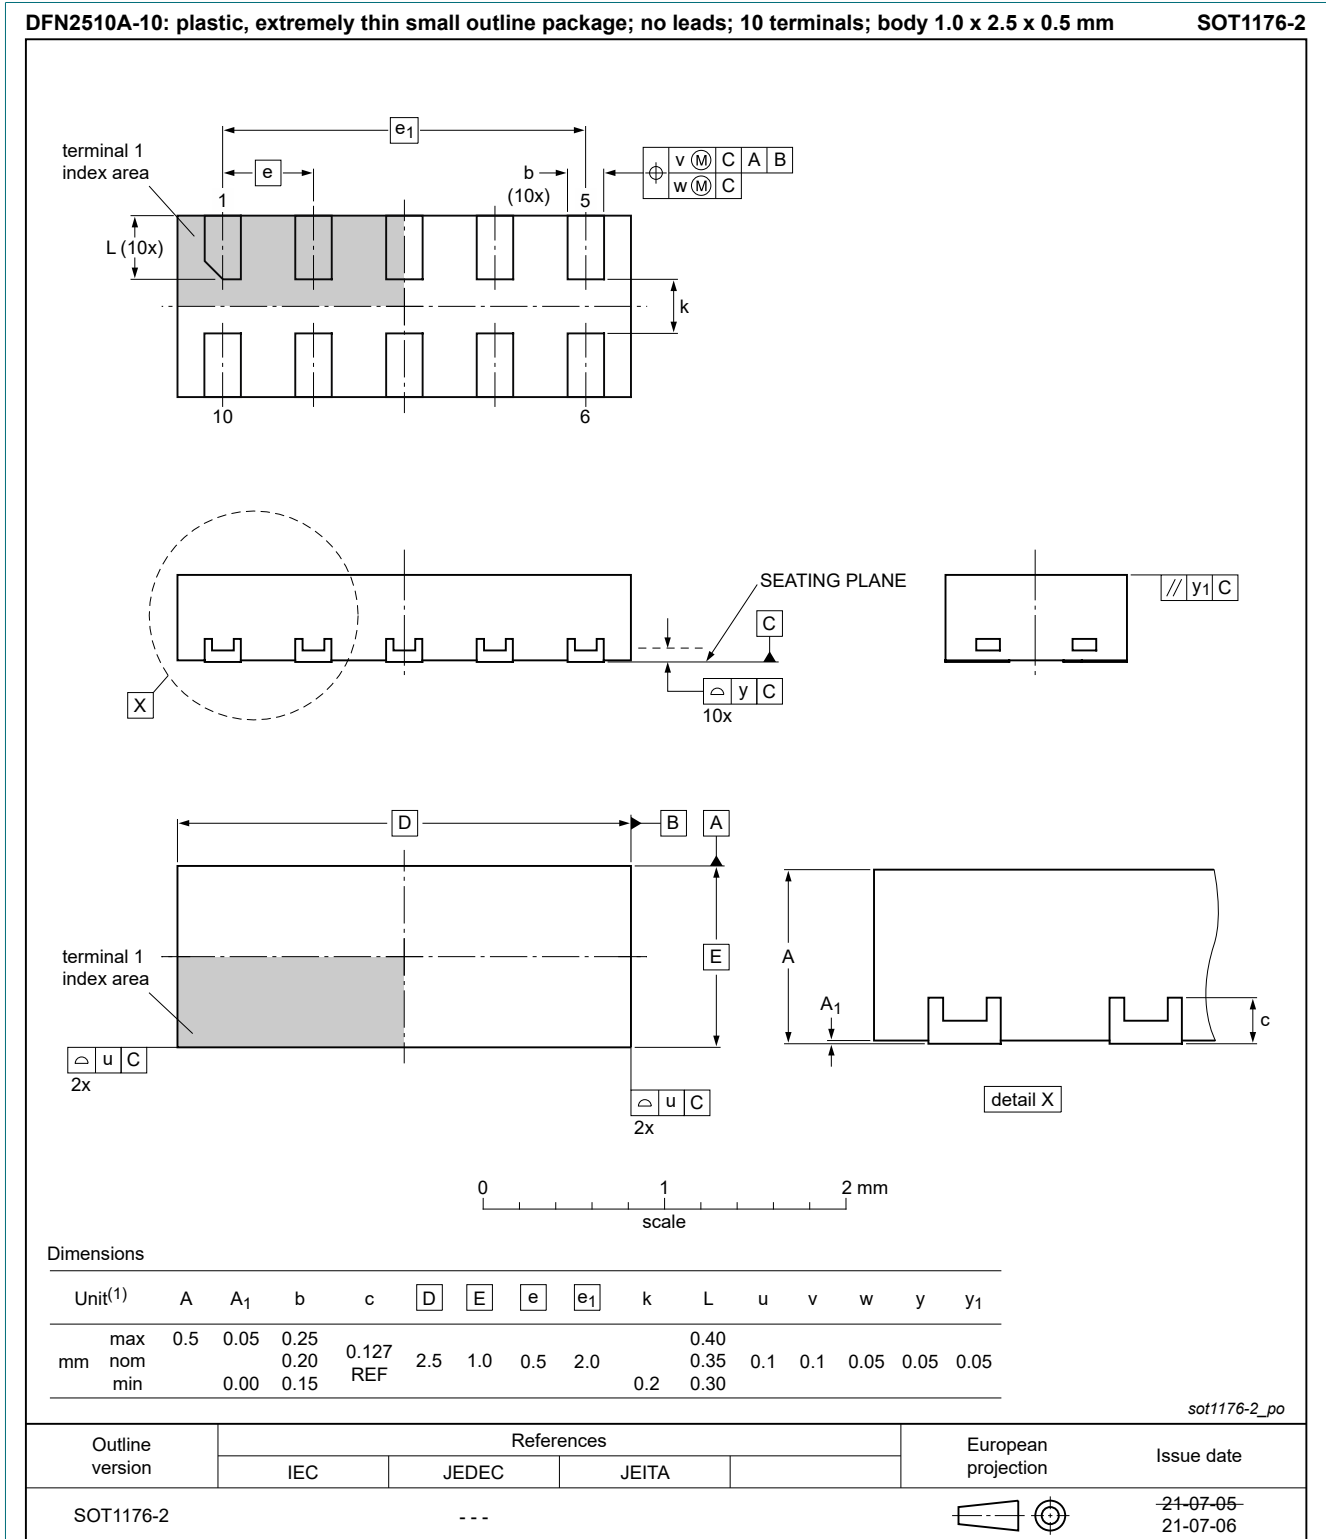 DFN2510A-10: plastic, extremely thin small outline package; no leads; 10 terminals; body 1.0 x 2.5 x 0.5 mm SOT1176-2
e1
terminal 1
index area
e
b
(10x)
v Ⓜ C A B
w Ⓜ C
1
5
L (10x)
k
10
6
SEATING PLANE
C
// y1 C
X
⌓ y C
10x
D
B
A
terminal 1
index area
E
A
A1
c
⌓ u C
2x
⌓ u C
2x
detail X
0 1 2 mm
scale
Dimensions
Unit(1) A A1 b c D E e e1 k L u v w y y1
mm
max 0.5 0.05 0.25 0.40
nom 0.20 0.127 REF 2.5 1.0 0.5 2.0 0.35 0.1 0.1 0.05 0.05 0.05
min 0.00 0.15 0.2 0.30
sot1176-2_po
Outline
version
References
IEC JEDEC JEITA
European
projection
Issue date
SOT1176-2
- - -
21-07-05
21-07-06